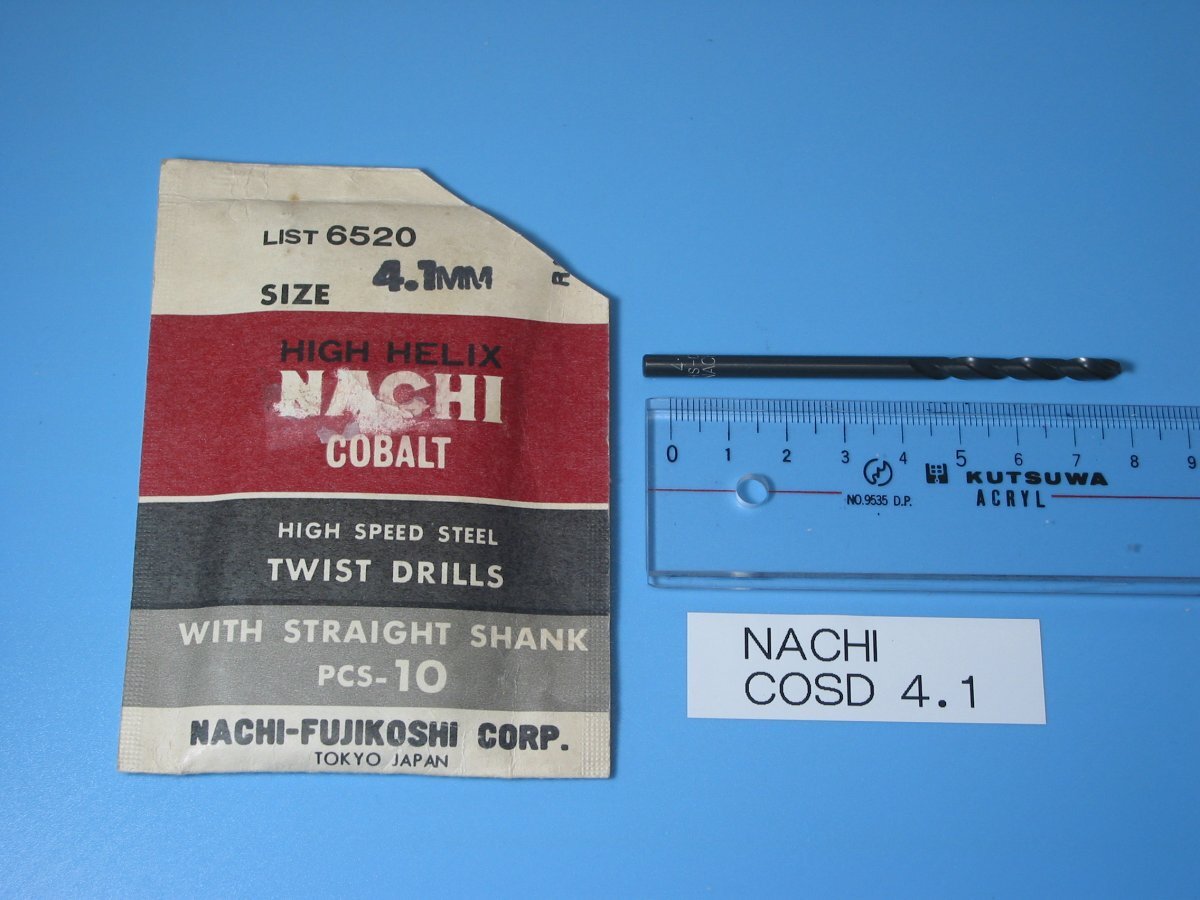 LIST 6520
SIZE 4.1MM
HIGH HELIX
NACHI
COBALT
HIGH SPEED STEEL
TWIST DRILLS
WITH STRAIGHT SHANK
PCS-10
NACHI-FUJIKOSHI CORP.
TOKYO JAPAN
0 1 2 3 4 5 6 7 8 9
KUTSUWA
NO.9535 D.P.
ACRYL
NACHI
COSD 4.1